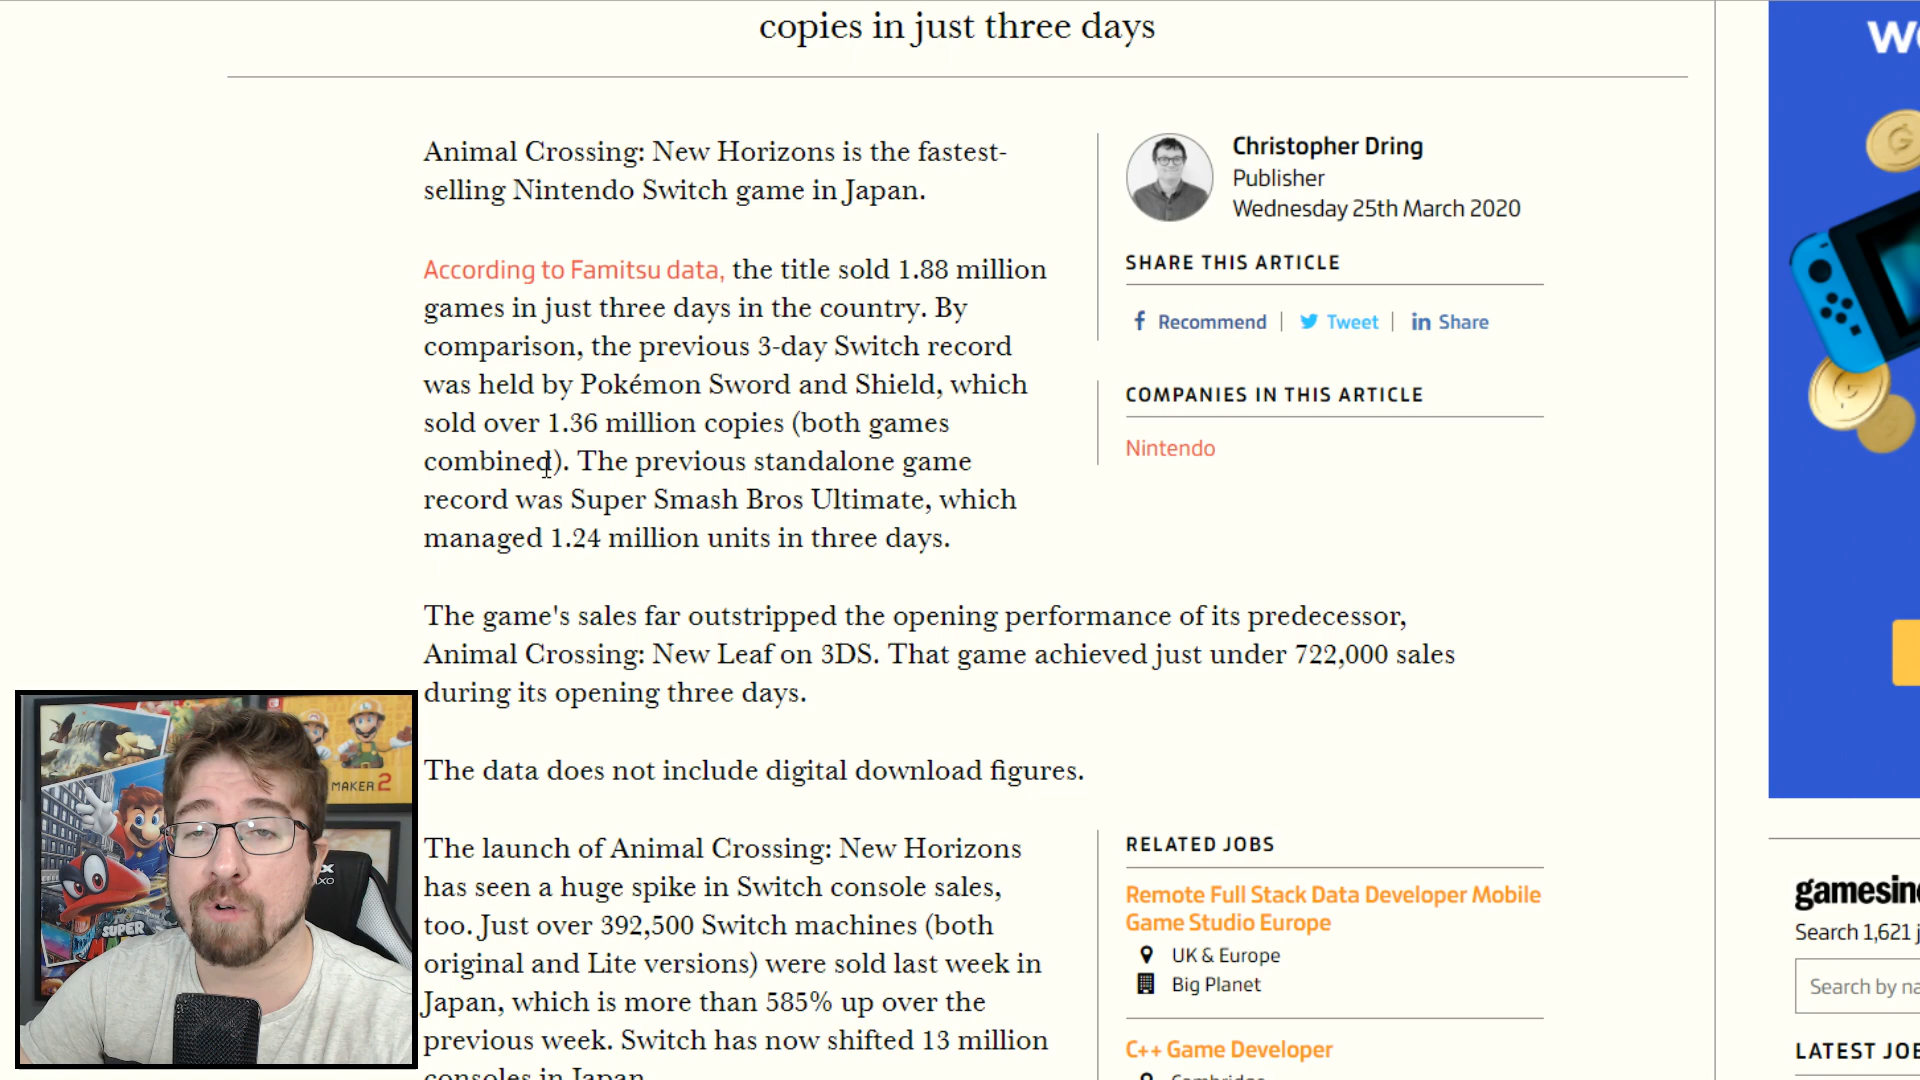 copies in just three days
Animal Crossing: New Horizons is the fastest-
selling Nintendo Switch game in Japan.
According to Famitsu data, the title sold 1.88 million
games in just three days in the country. By
comparison, the previous 3-day Switch record
was held by Pokémon Sword and Shield, which
sold over 1.36 million copies (both games
combined). The previous standalone game
record was Super Smash Bros Ultimate, which
managed 1.24 million units in three days.
Christopher Dring
Publisher
Wednesday 25th March 2020
SHARE THIS ARTICLE
Recommend | Tweet | Share
COMPANIES IN THIS ARTICLE
Nintendo
The game's sales far outstripped the opening performance of its predecessor,
Animal Crossing: New Leaf on 3DS. That game achieved just under 722,000 sales
during its opening three days.
The data does not include digital download figures.
The launch of Animal Crossing: New Horizons
has seen a huge spike in Switch console sales,
too. Just over 392,500 Switch machines (both
original and Lite versions) were sold last week in
Japan, which is more than 585% up over the
previous week. Switch has now shifted 13 million
consoles in Japan.
RELATED JOBS
Remote Full Stack Data Developer Mobile
Game Studio Europe
UK & Europe
Big Planet
C++ Game Developer
Cambridge
gamesin
Search 1,621 j
Search by na
LATEST JOB
MAKER 2
SUPER